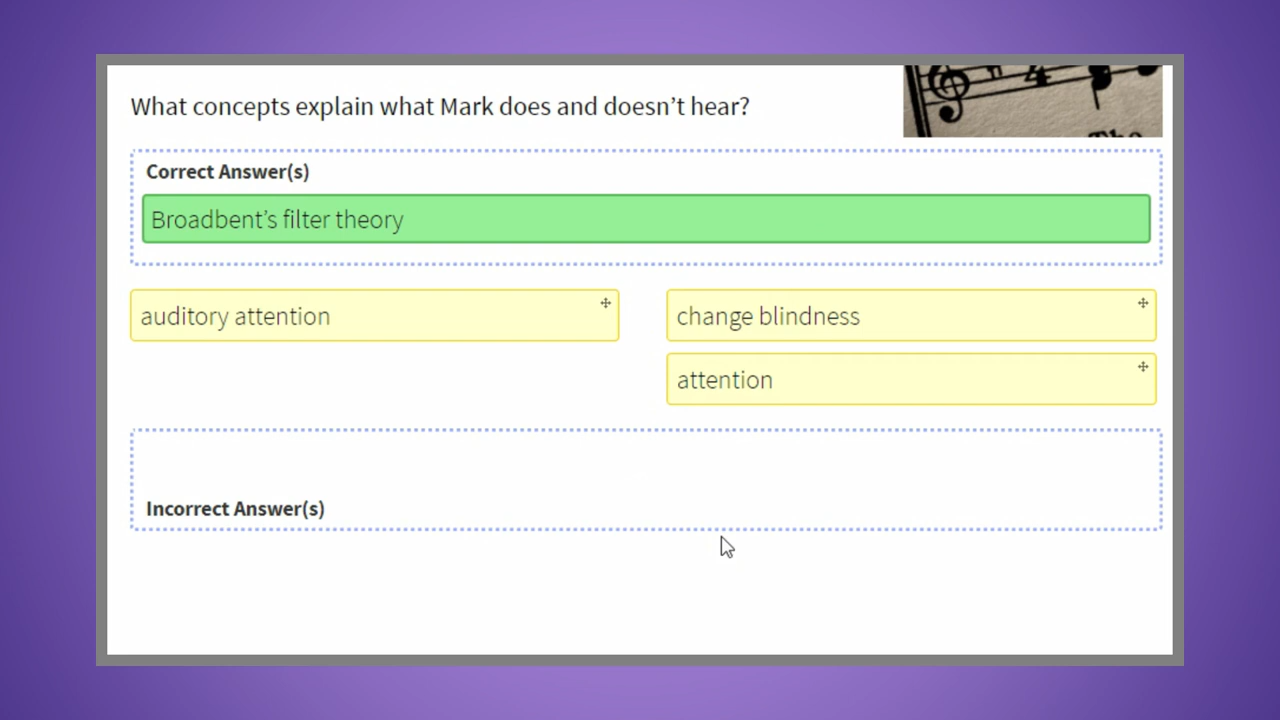 What concepts explain what Mark does and doesn’t hear?
Correct Answer(s)
Broadbent’s filter theory
auditory attention
change blindness
attention
Incorrect Answer(s)